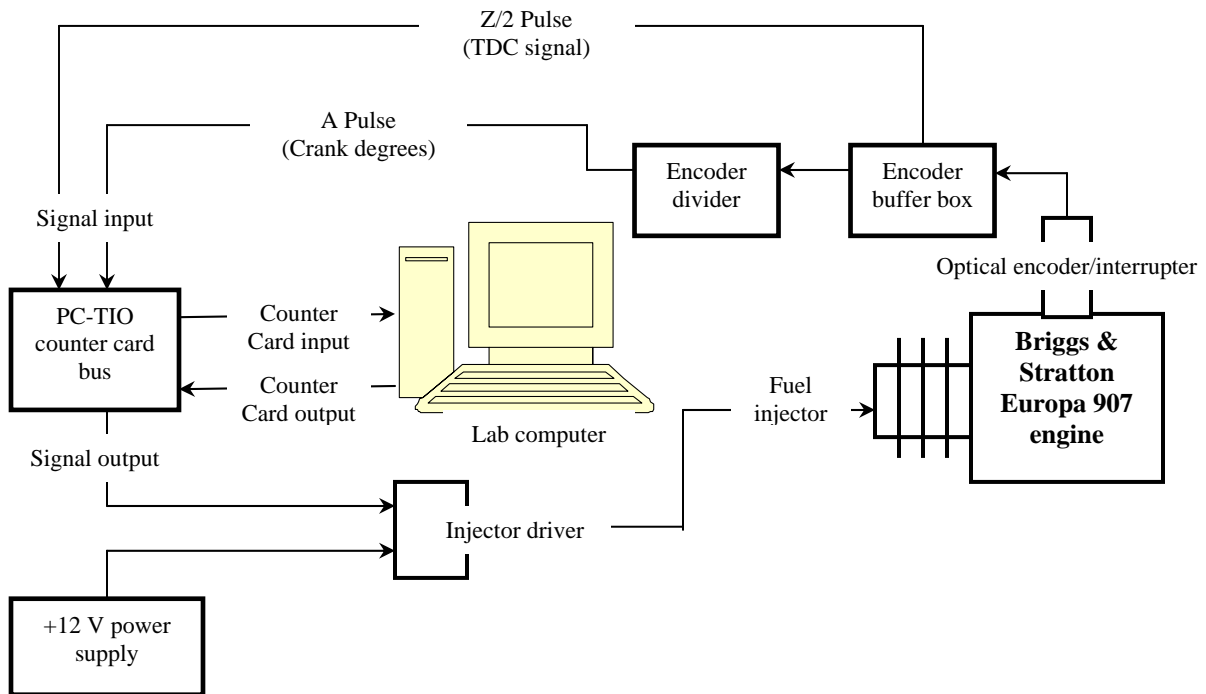 Z/2 Pulse
(TDC signal)
A Pulse
(Crank degrees)
Encoder
divider
Encoder
buffer box
Signal input
Optical encoder/interrupter
PC-TIO
counter card
bus
Counter
Card input
Counter
Card output
Lab computer
Fuel
injector
Briggs &
Stratton
Europa 907
engine
Signal output
Injector driver
+12 V power
supply